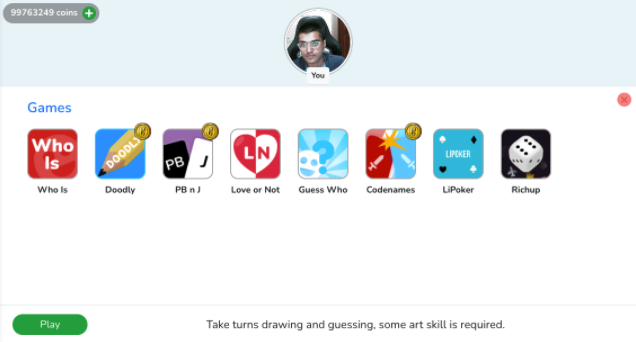 99763249 coins
You
Games
Who
Is
DOODLY
PB
J
L N
?
LIPOKER
Who Is
Doodly
PB n J
Love or Not
Guess Who
Codenames
LiPoker
Richup
Play
Take turns drawing and guessing, some art skill is required.